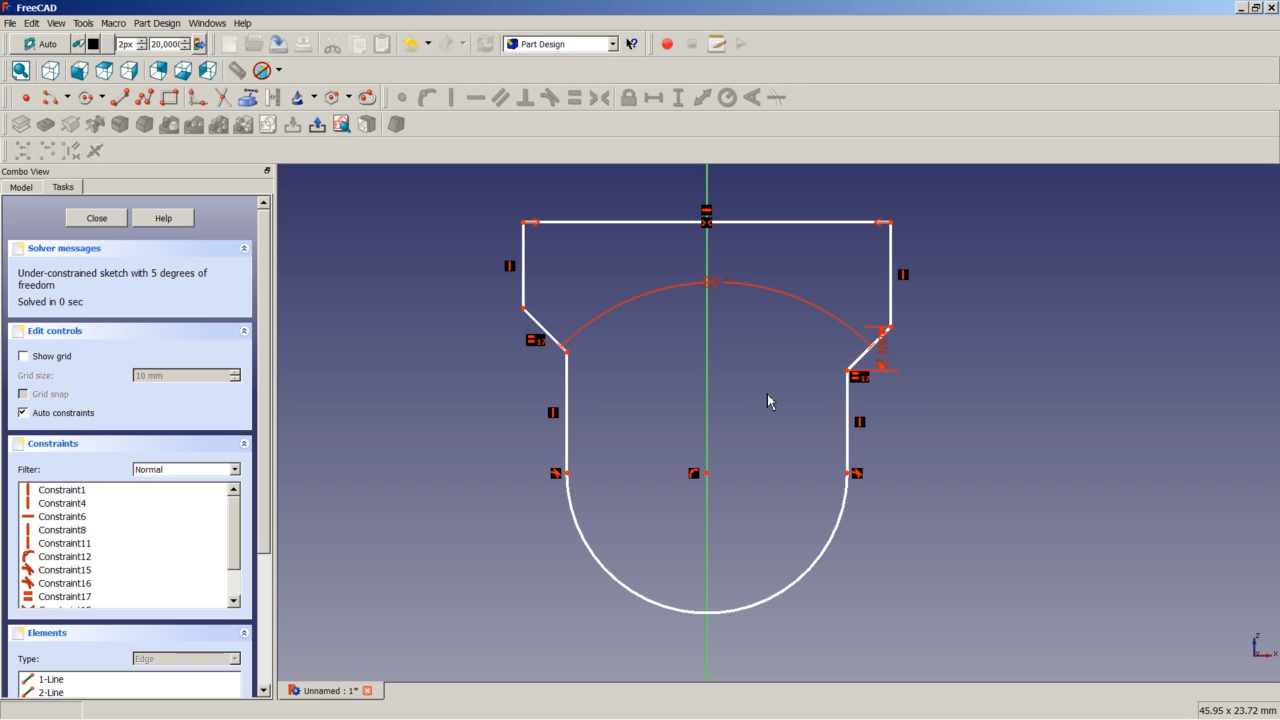 FreeCAD
File Edit View Tools Macro Part Design Windows Help
Auto 2px 20,000 Part Design
Combo View
Model Tasks
Close Help
Solver messages
Under-constrained sketch with 5 degrees of
freedom
Solved in 0 sec
Edit controls
Show grid
Grid size: 10 mm
Grid snap
Auto constraints
Constraints
Filter: Normal
Constraint1
Constraint4
Constraint6
Constraint8
Constraint11
Constraint12
Constraint15
Constraint16
Constraint17
Elements
Type: Edge
1-Line
2-Line
90 °
17
17
z
x
Unnamed : 1*
45.95 x 23.72 mm